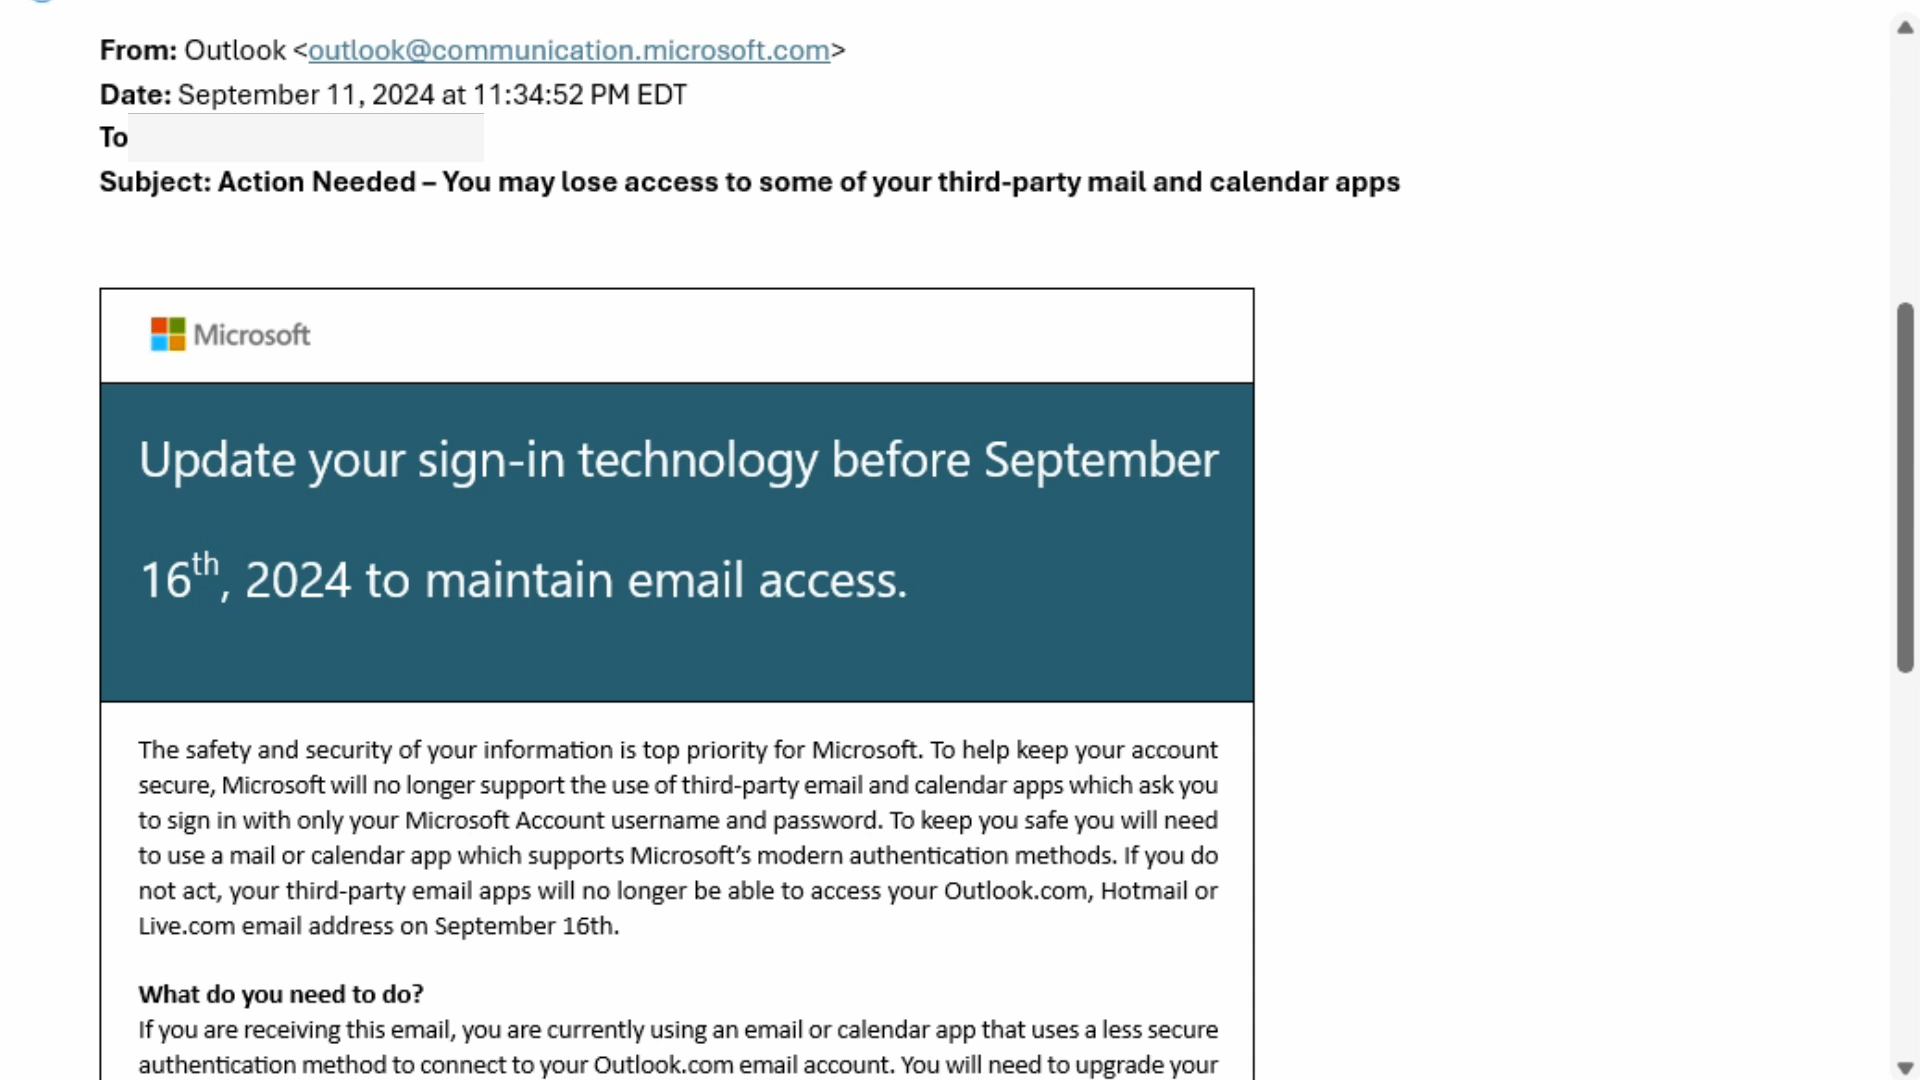 From: Outlook <outlook@communication.microsoft.com>
Date: September 11, 2024 at 11:34:52 PM EDT
To
Subject: Action Needed – You may lose access to some of your third-party mail and calendar apps
Microsoft
Update your sign-in technology before September
16th, 2024 to maintain email access.
The safety and security of your information is top priority for Microsoft. To help keep your account
secure, Microsoft will no longer support the use of third-party email and calendar apps which ask you
to sign in with only your Microsoft Account username and password. To keep you safe you will need
to use a mail or calendar app which supports Microsoft’s modern authentication methods. If you do
not act, your third-party email apps will no longer be able to access your Outlook.com, Hotmail or
Live.com email address on September 16th.
What do you need to do?
If you are receiving this email, you are currently using an email or calendar app that uses a less secure
authentication method to connect to your Outlook.com email account. You will need to upgrade your